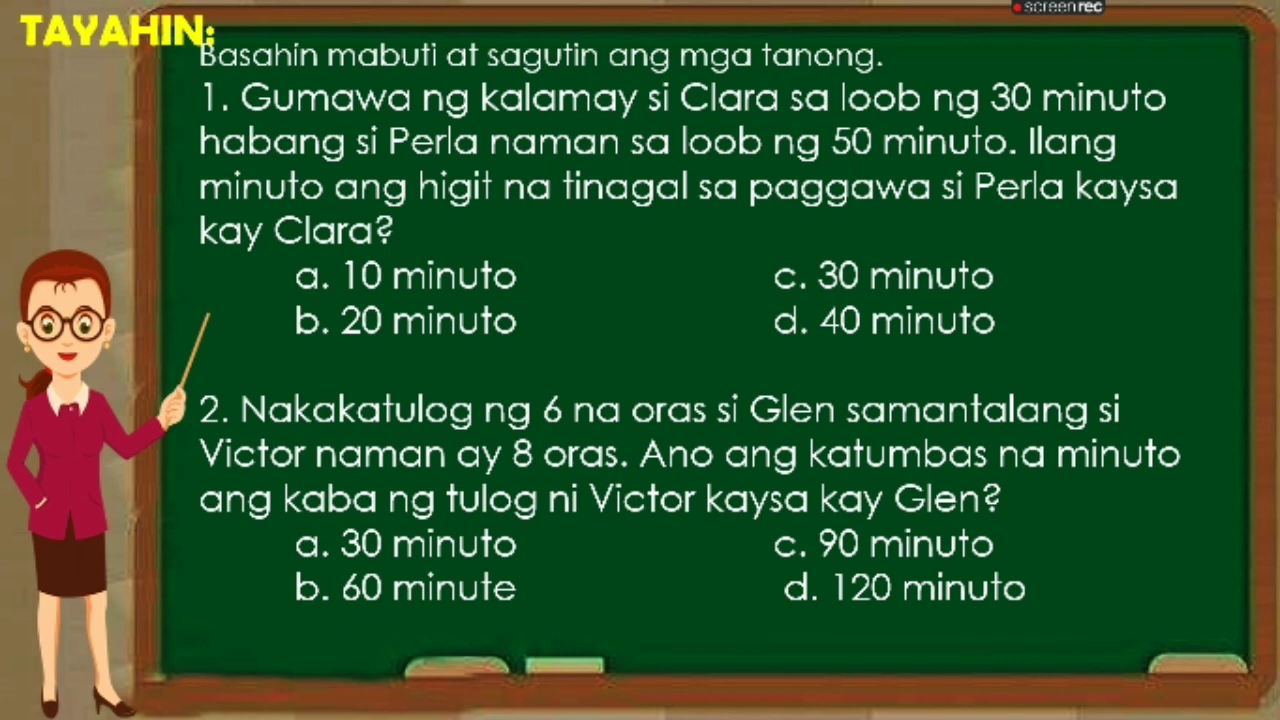 screenrec
TAYAHIN:
Basahin mabuti at sagutin ang mga tanong.
1. Gumawa ng kalamay si Clara sa loob ng 30 minuto
habang si Perla naman sa loob ng 50 minuto. Ilang
minuto ang higit na tinagal sa paggawa si Perla kaysa
kay Clara?
a. 10 minuto c. 30 minuto
b. 20 minuto d. 40 minuto
2. Nakakatulog ng 6 na oras si Glen samantalang si
Victor naman ay 8 oras. Ano ang katumbas na minuto
ang kaba ng tulog ni Victor kaysa kay Glen?
a. 30 minuto c. 90 minuto
b. 60 minute d. 120 minuto